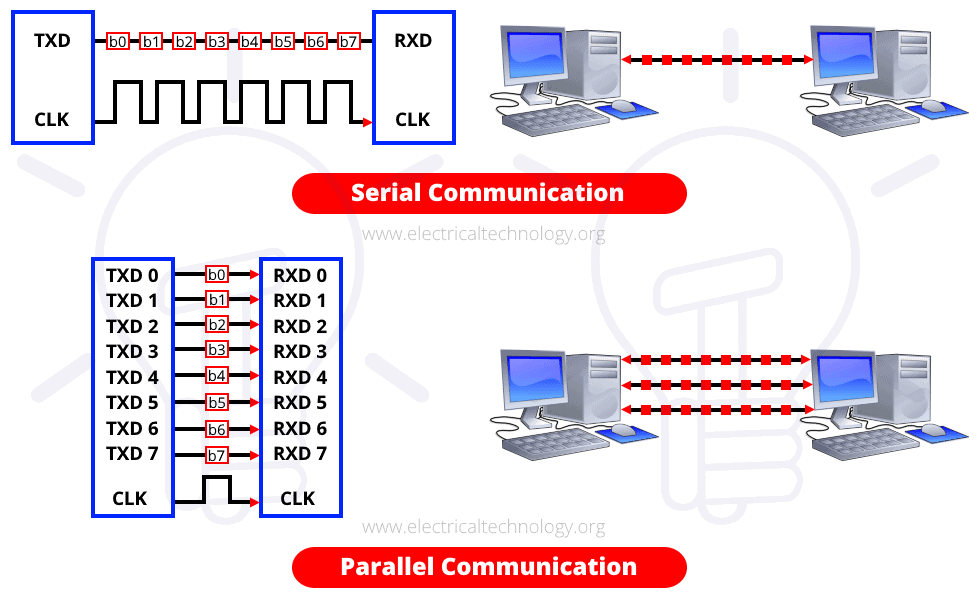 TXD b0 b1 b2 b3 b4 b5 b6 b7 RXD
CLK CLK
Serial Communication
www.electricaltechnology.org
TXD 0 b0 RXD 0
TXD 1 b1 RXD 1
TXD 2 b2 RXD 2
TXD 3 b3 RXD 3
TXD 4 b4 RXD 4
TXD 5 b5 RXD 5
TXD 6 b6 RXD 6
TXD 7 b7 RXD 7
CLK CLK
www.electricaltechnology.org
Parallel Communication